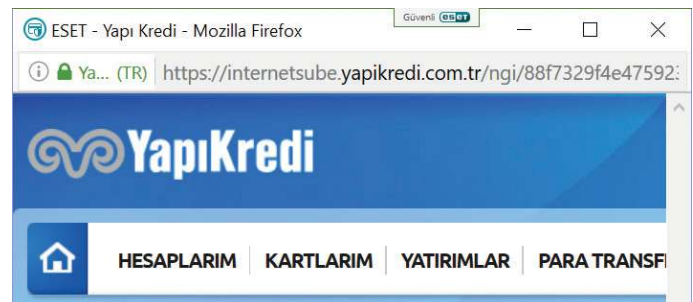 ESET - Yapı Kredi - Mozilla Firefox
Güvenli eset
Ya... (TR) https://internetsube.yapikredi.com.tr/ngi/88f7329f4e47592
YapıKredi
HESAPLARIM KARTLARIM YATIRIMLAR PARA TRANSF